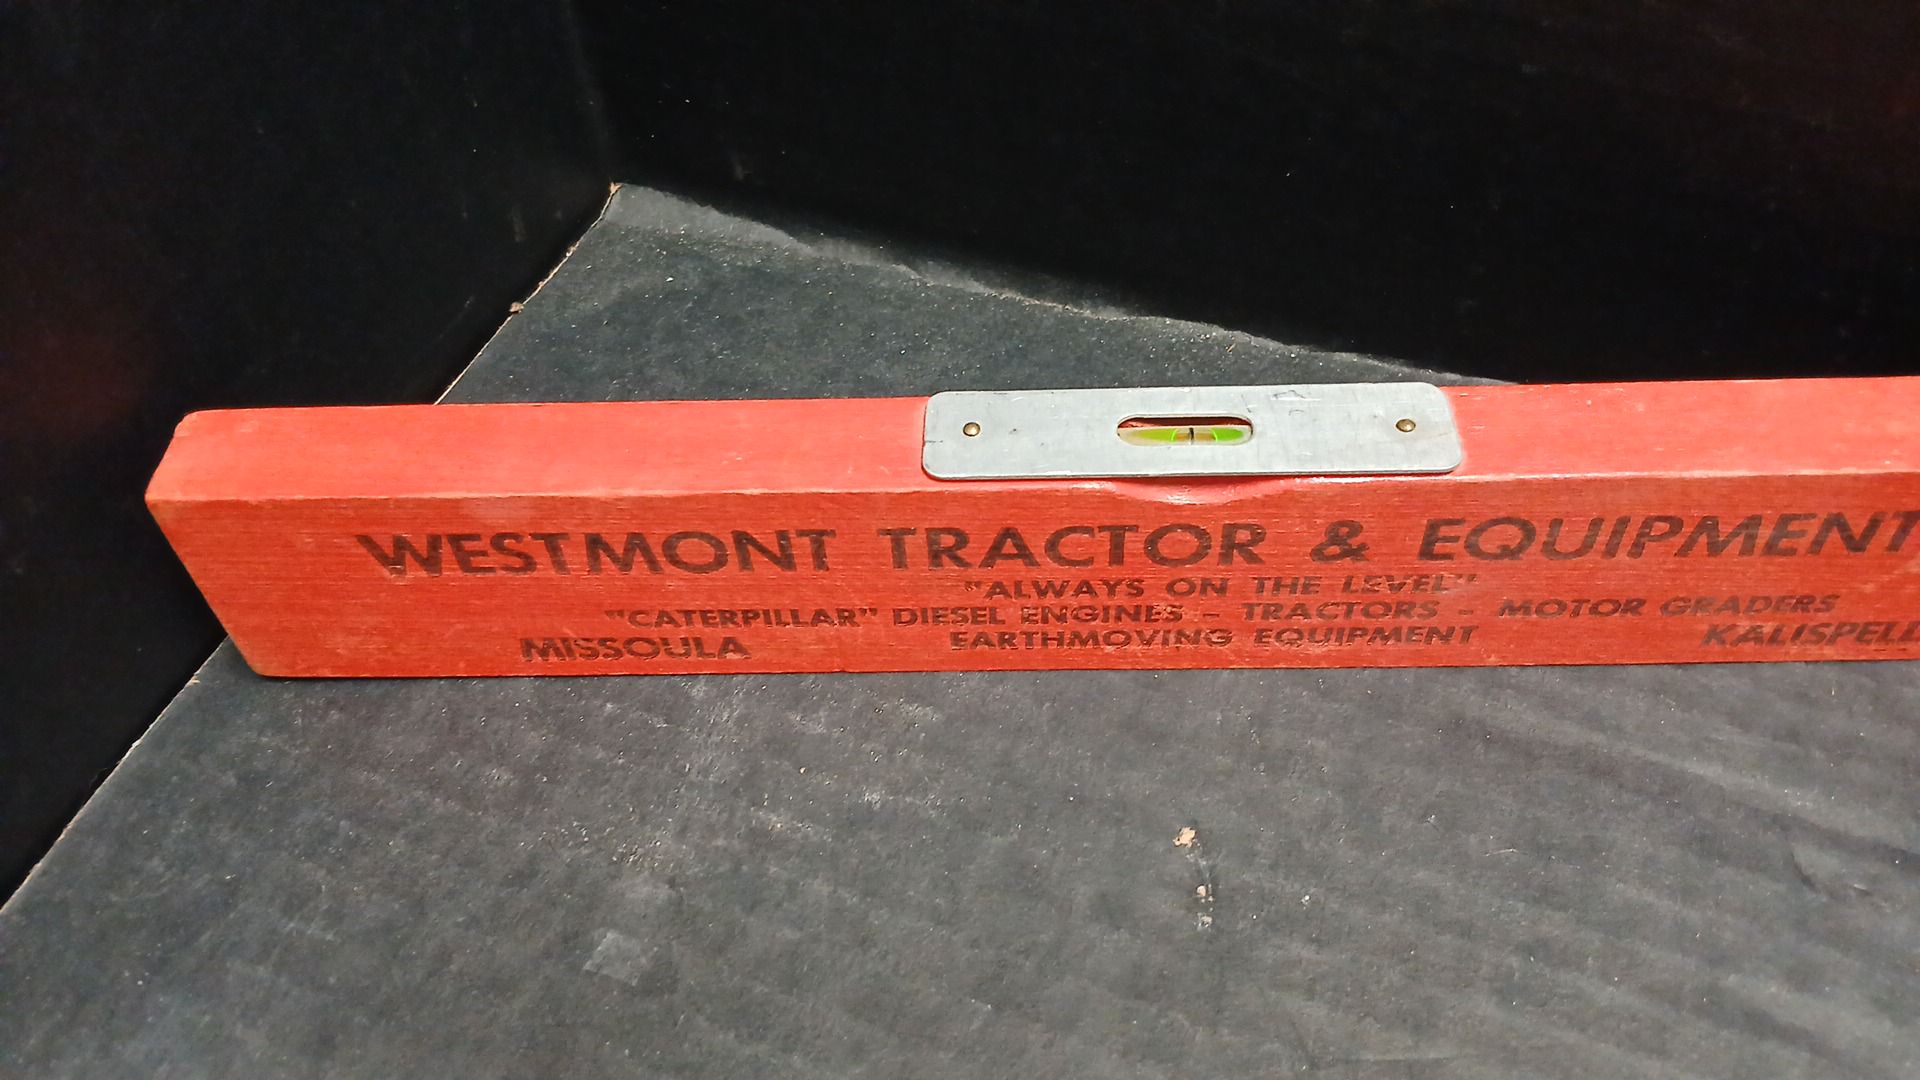 WESTMONT TRACTOR & EQUIPMENT
"ALWAYS ON THE LEVEL"
"CATERPILLAR" DIESEL ENGINES - TRACTORS - MOTOR GRADERS
MISSOULA EARTHMOVING EQUIPMENT KALISPELL